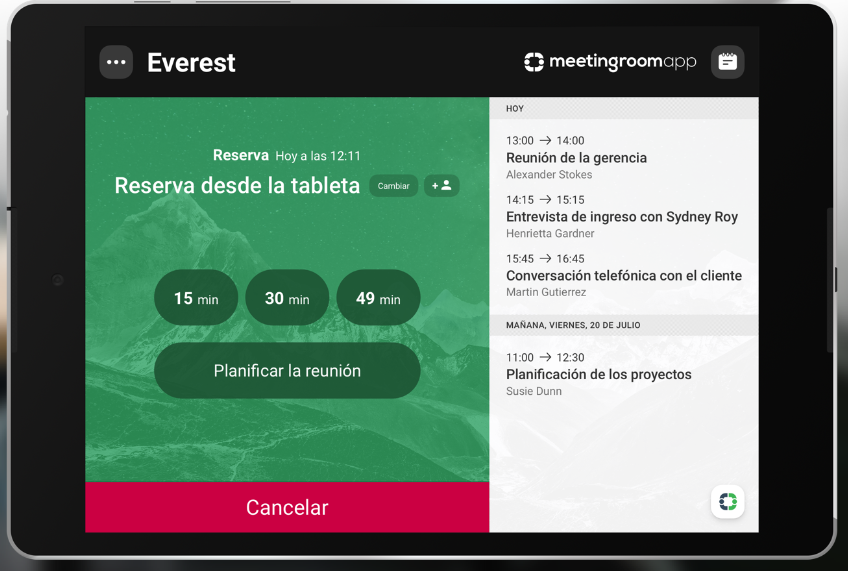 Everest
meetingroomapp
Reserva Hoy a las 12:11
Reserva desde la tableta Cambiar
15 min 30 min 49 min
Planificar la reunión
Cancelar
HOY
13:00 → 14:00
Reunión de la gerencia
Alexander Stokes
14:15 → 15:15
Entrevista de ingreso con Sydney Roy
Henrietta Gardner
15:45 → 16:45
Conversación telefónica con el cliente
Martin Gutierrez
MAÑANA, VIERNES, 20 DE JULIO
11:00 → 12:30
Planificación de los proyectos
Susie Dunn